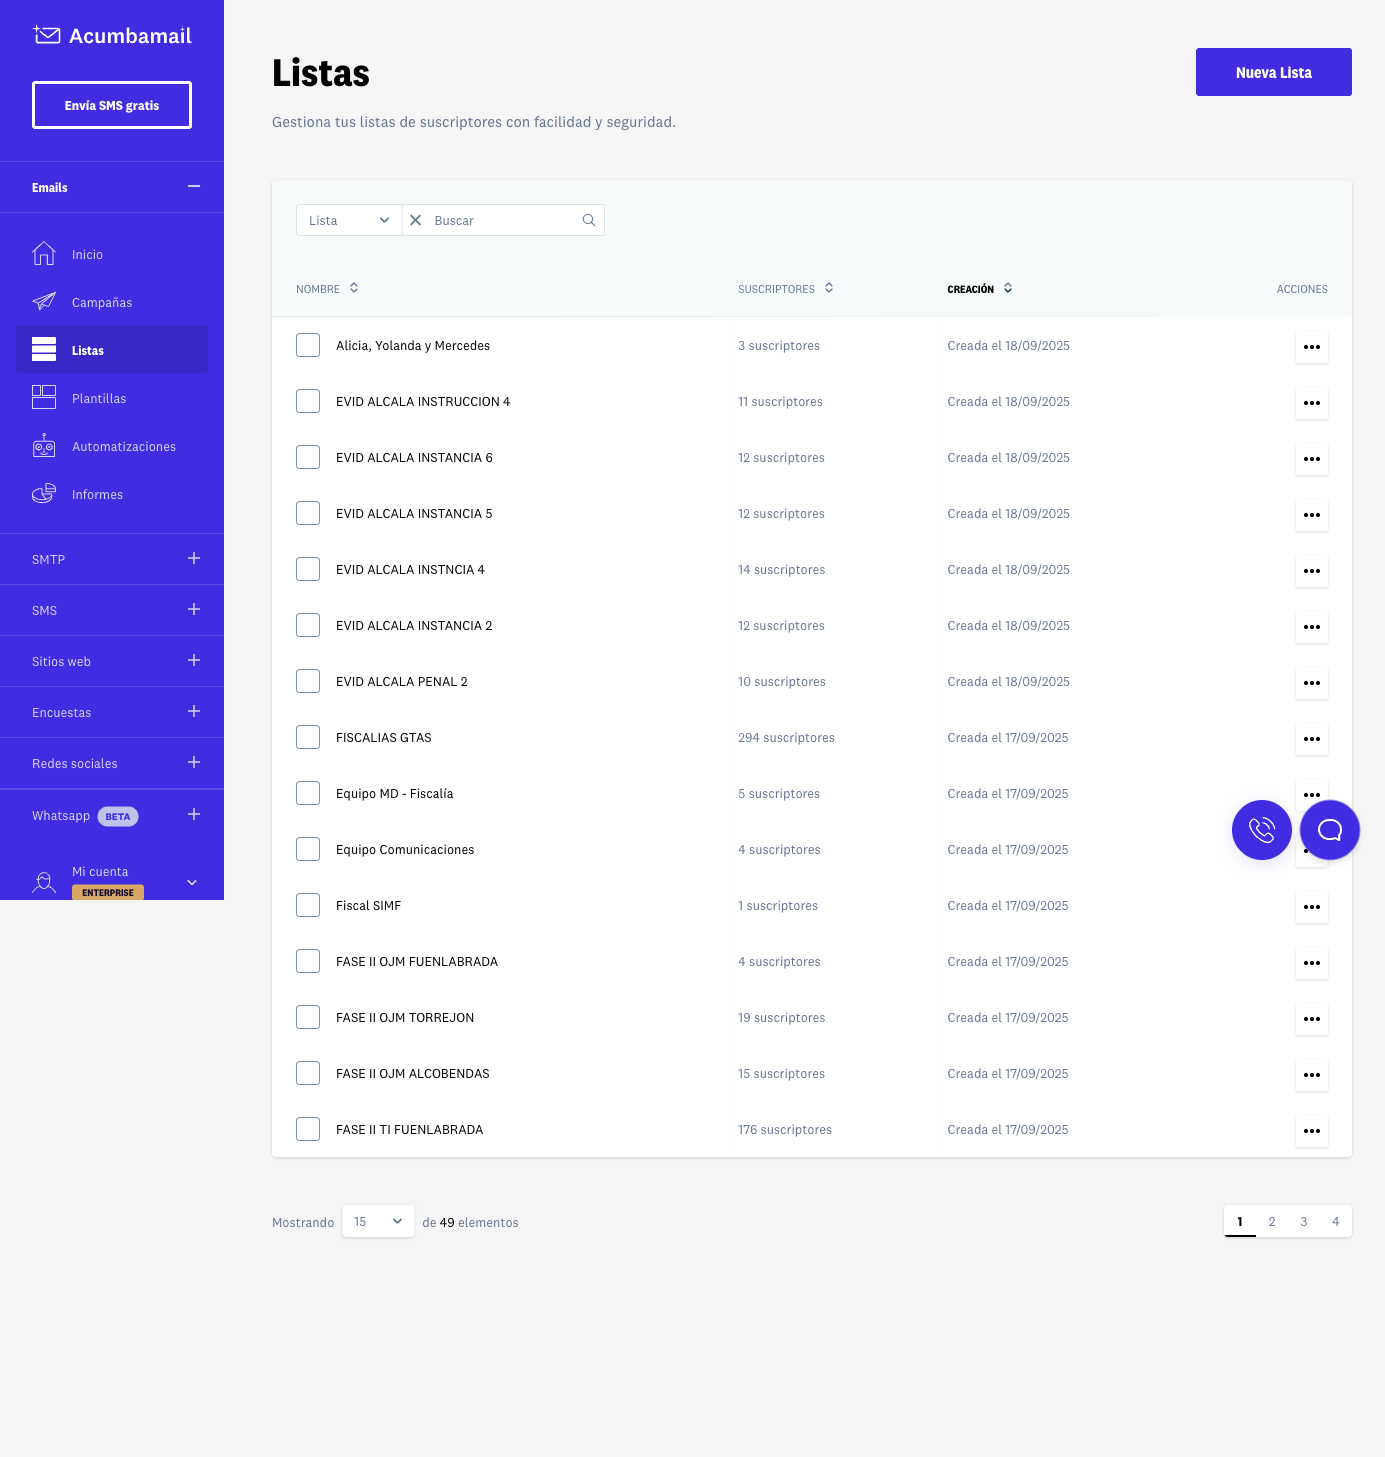 Acumbamail
Envía SMS gratis
Emails
Inicio
Campañas
Listas
Plantillas
Automatizaciones
Informes
SMTP
SMS
Sitios web
Encuestas
Redes sociales
Whatsapp BETA
Mi cuenta
ENTERPRISE
Listas
Nueva Lista
Gestiona tus listas de suscriptores con facilidad y seguridad.
Lista Buscar
NOMBRE SUSCRIPTORES CREACIÓN ACCIONES
Alicia, Yolanda y Mercedes 3 suscriptores Creada el 18/09/2025
EVID ALCALA INSTRUCCION 4 11 suscriptores Creada el 18/09/2025
EVID ALCALA INSTANCIA 6 12 suscriptores Creada el 18/09/2025
EVID ALCALA INSTANCIA 5 12 suscriptores Creada el 18/09/2025
EVID ALCALA INSTNCIA 4 14 suscriptores Creada el 18/09/2025
EVID ALCALA INSTANCIA 2 12 suscriptores Creada el 18/09/2025
EVID ALCALA PENAL 2 10 suscriptores Creada el 18/09/2025
FISCALIAS GTAS 294 suscriptores Creada el 17/09/2025
Equipo MD - Fiscalía 5 suscriptores Creada el 17/09/2025
Equipo Comunicaciones 4 suscriptores Creada el 17/09/2025
Fiscal SIMF 1 suscriptores Creada el 17/09/2025
FASE II OJM FUENLABRADA 4 suscriptores Creada el 17/09/2025
FASE II OJM TORREJON 19 suscriptores Creada el 17/09/2025
FASE II OJM ALCOBENDAS 15 suscriptores Creada el 17/09/2025
FASE II TI FUENLABRADA 176 suscriptores Creada el 17/09/2025
Mostrando 15 de 49 elementos 1 2 3 4